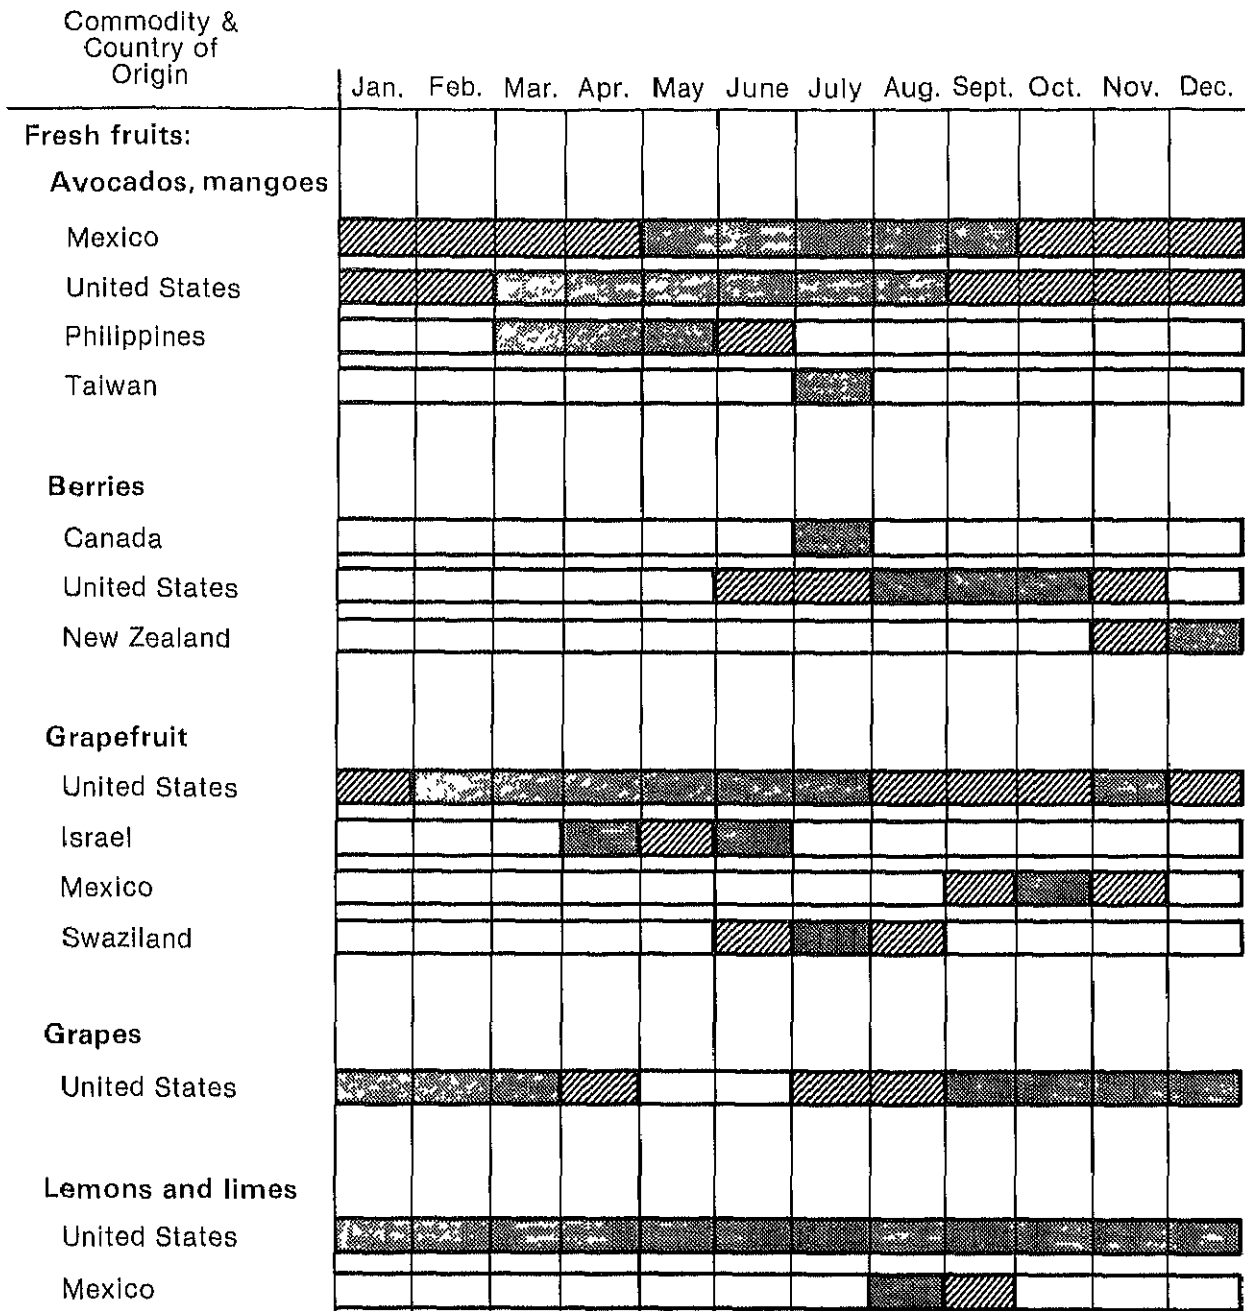 Commodity &
Country of
Origin
Jan. Feb. Mar. Apr. May June July Aug. Sept. Oct. Nov. Dec.
Fresh fruits:
Avocados, mangoes
Mexico
United States
Philippines
Taiwan
Berries
Canada
United States
New Zealand
Grapefruit
United States
Israel
Mexico
Swaziland
Grapes
United States
Lemons and limes
United States
Mexico